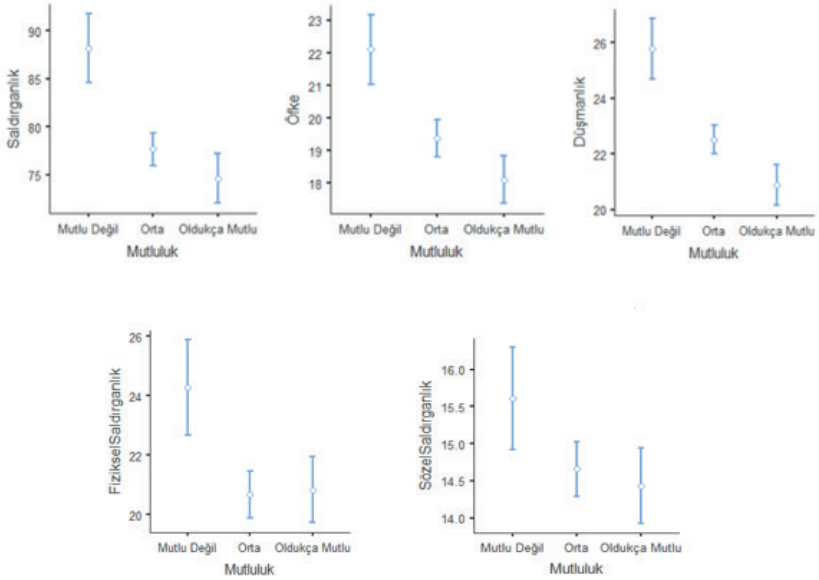 Saldırganlık
90
85
80
75
Mutlu Değil Orta Oldukça Mutlu
Mutluluk
Öfke
23
22
21
20
19
18
Mutlu Değil Orta Oldukça Mutlu
Mutluluk
Düşmanlık
26
24
22
20
Mutlu Değil Orta Oldukça Mutlu
Mutluluk
FizikselSaldırganlık
26
24
22
20
Mutlu Değil Orta Oldukça Mutlu
Mutluluk
SözelSaldırganlık
16.0
15.5
15.0
14.5
14.0
Mutlu Değil Orta Oldukça Mutlu
Mutluluk